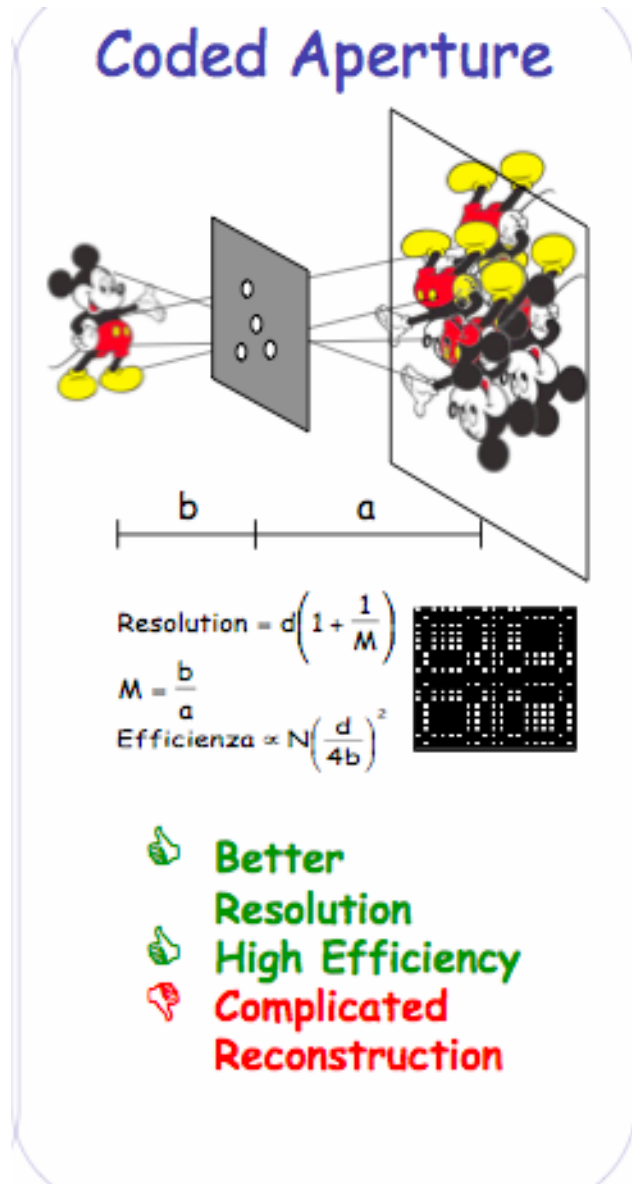 Coded Aperture
b a
Resolution = d(1 + 1/M)
M = b/a
Efficienza ∝ N(d/4b)²
Better
Resolution
High Efficiency
Complicated
Reconstruction